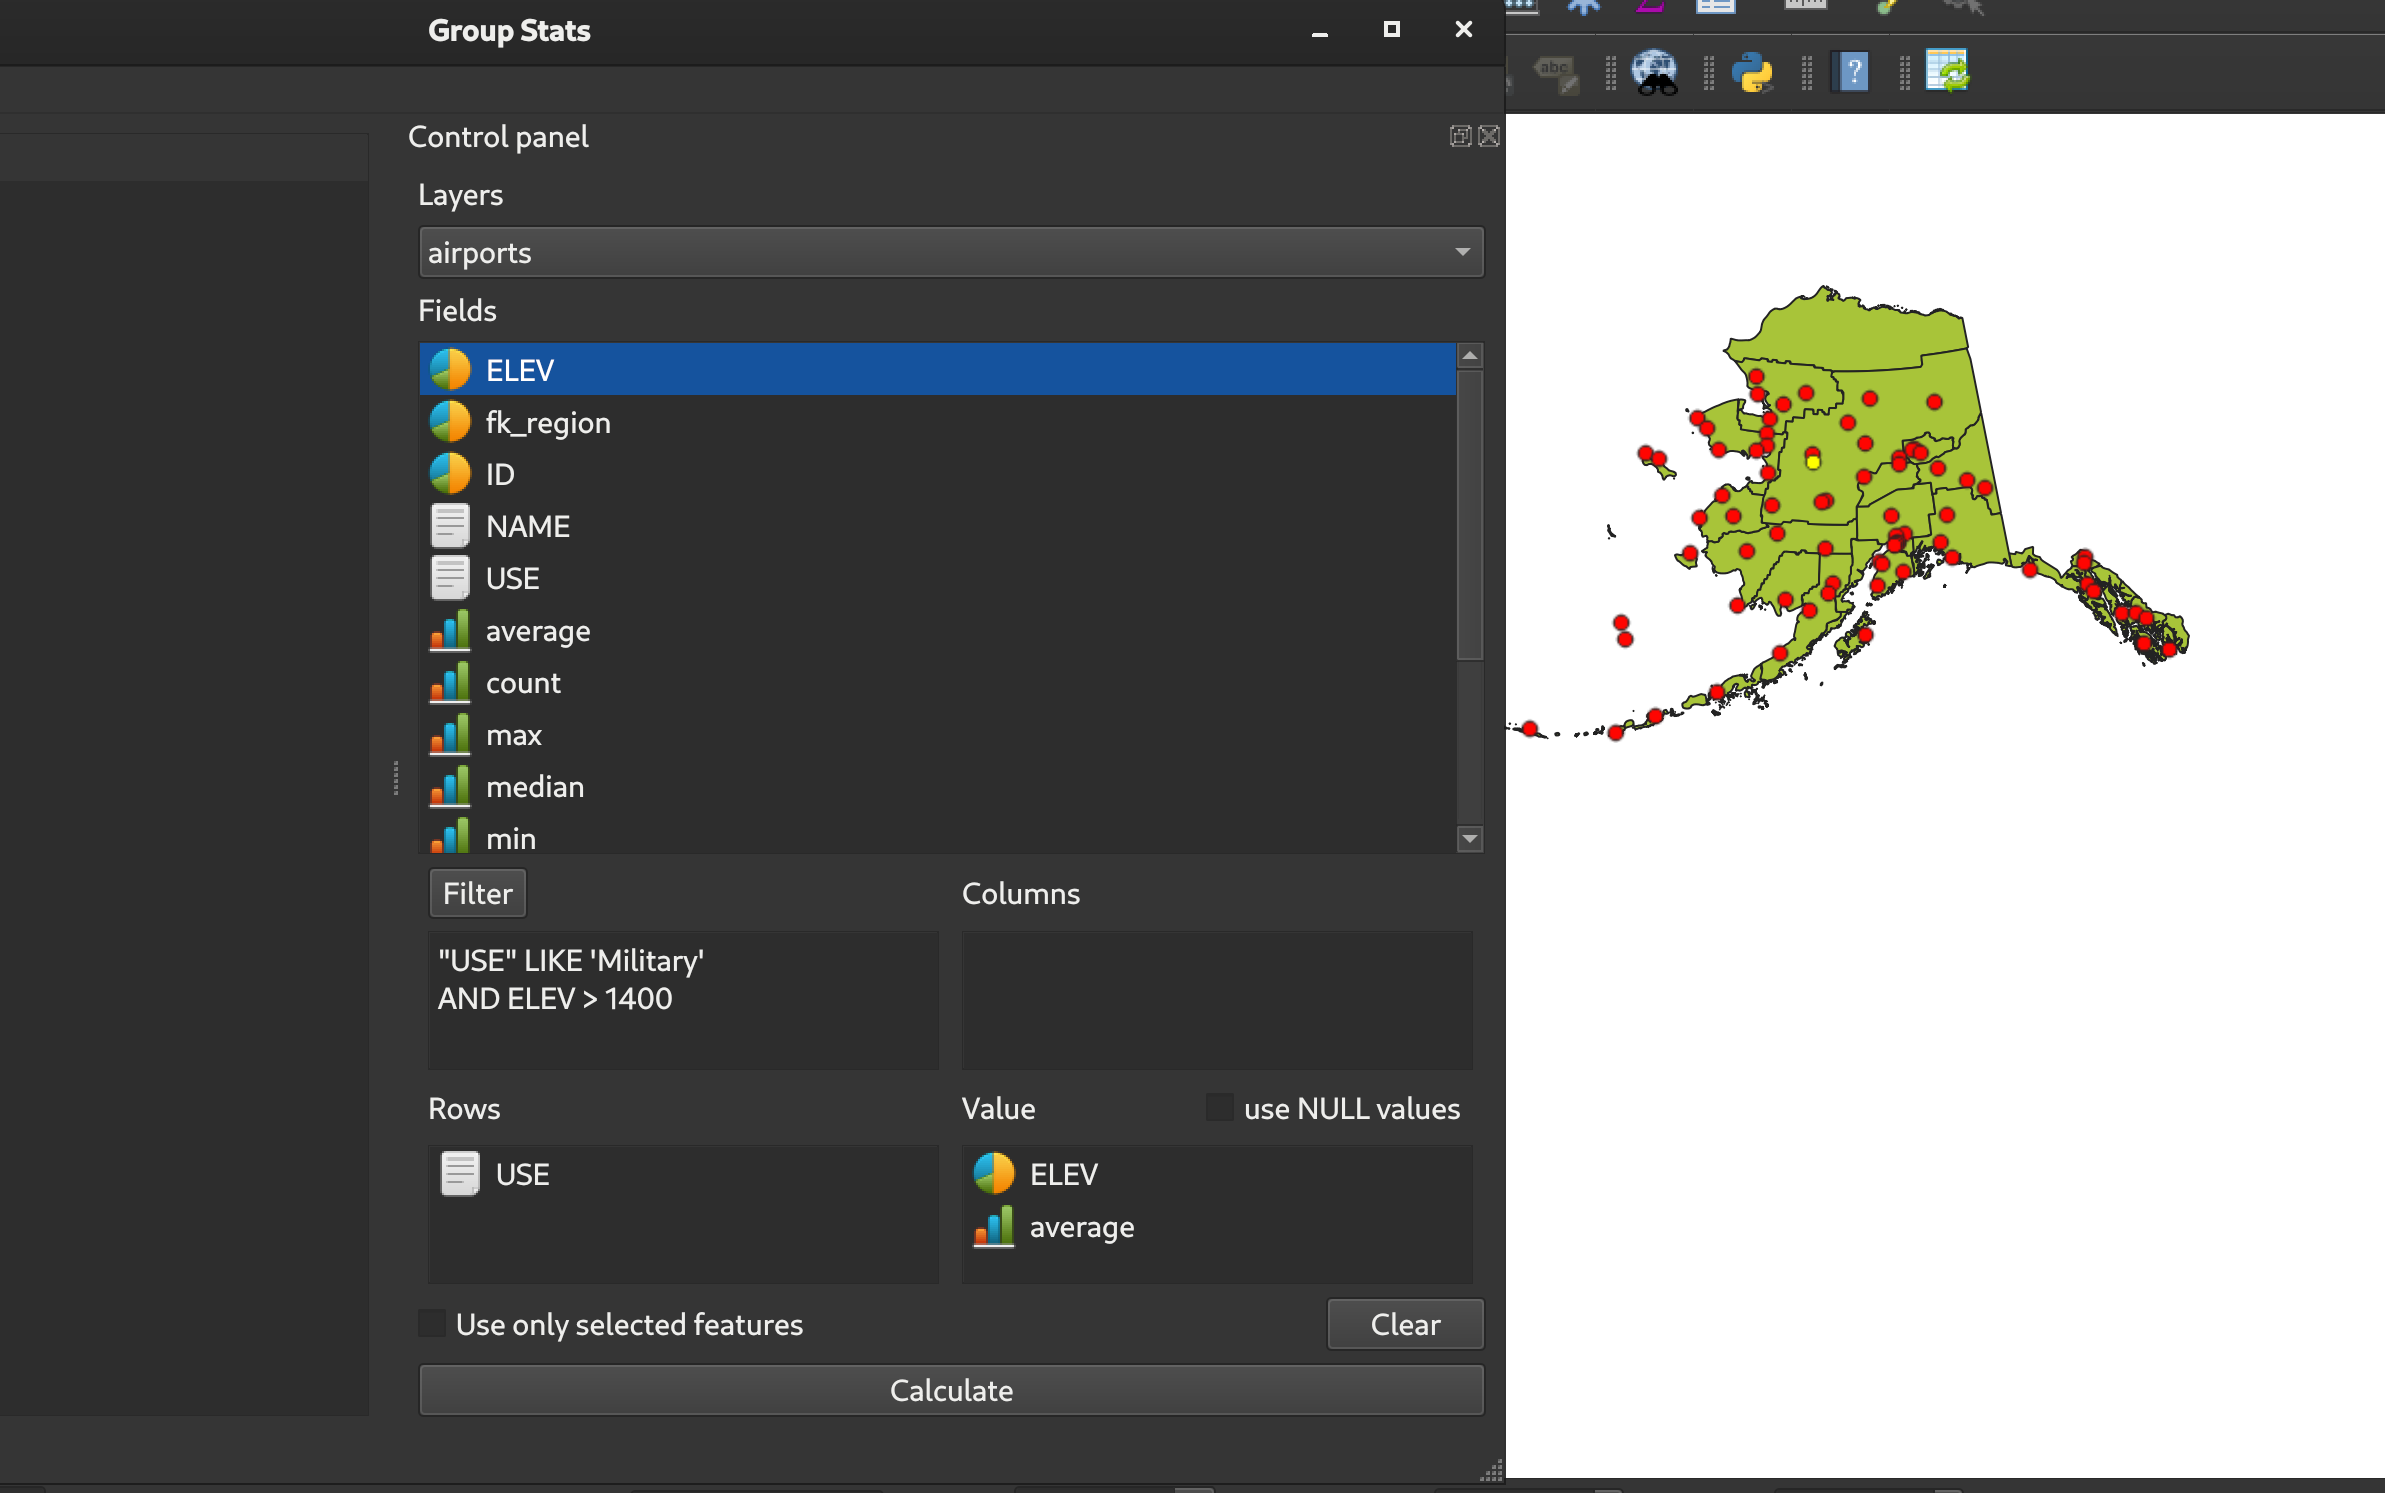 Group Stats
abc
?
Control panel
Layers
airports
Fields
ELEV
fk_region
ID
NAME
USE
average
count
max
median
min
Filter
Columns
"USE" LIKE 'Military'
AND ELEV > 1400
Rows
Value
use NULL values
USE
ELEV
average
Use only selected features
Clear
Calculate